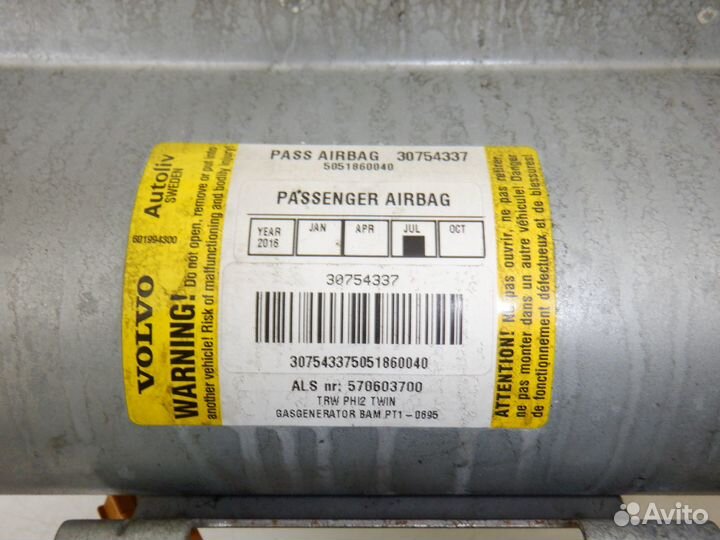 Autoliv
SWEDEN
601994300
VOLVO
WARNING! Do not open, remove or put into
another vehicle! Risk of malfunctioning and bodily injury!
PASS AIRBAG 30754337
5051860040
PASSENGER AIRBAG
YEAR 2016 JAN APR JUL OCT
30754337
307543375051860040
ALS nr: 570603700
TRW PHI2 TWIN
GASGENERATOR BAM.PT1-0695
ATTENTION! Ne pas ouvrir, ne pas retirer,
ne pas monter dans un autre véhicule! Danger
de fonctionnement défectueux et de blessures!
Avito